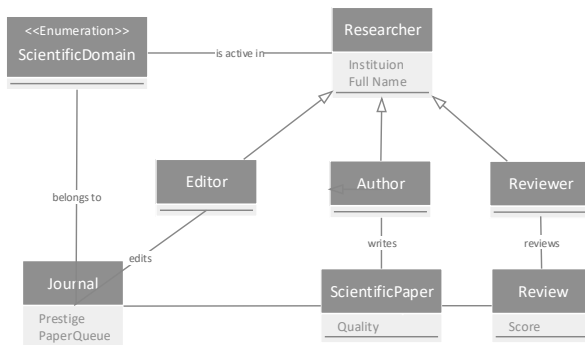 <<Enumeration>>
ScientificDomain
is active in
Researcher
Instituion
Full Name
Editor
Author
Reviewer
belongs to
edits
writes
reviews
Journal
Prestige
PaperQueue
ScientificPaper
Quality
Review
Score